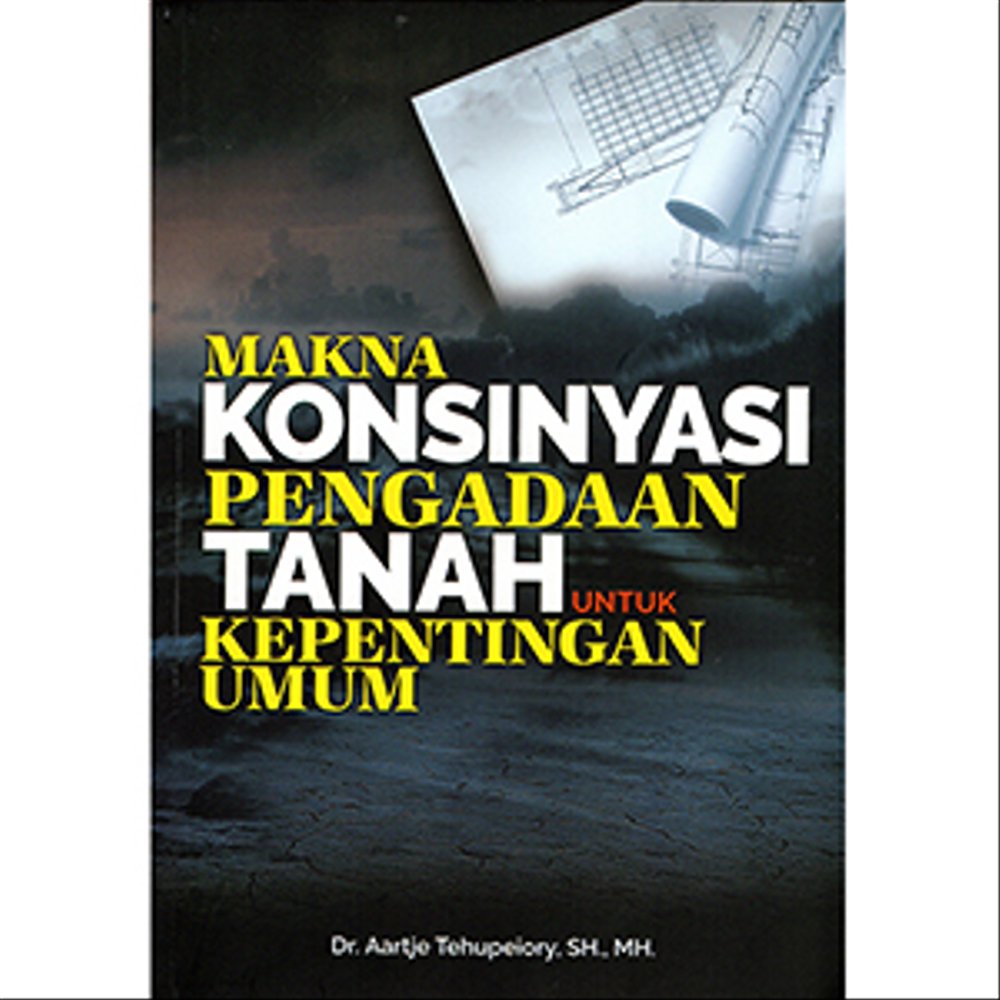 MAKNA
KONSINYASI
PENGADAAN
TANAH UNTUK
KEPENTINGAN
UMUM
Dr. Aartje Tehupeiory, SH., MH.